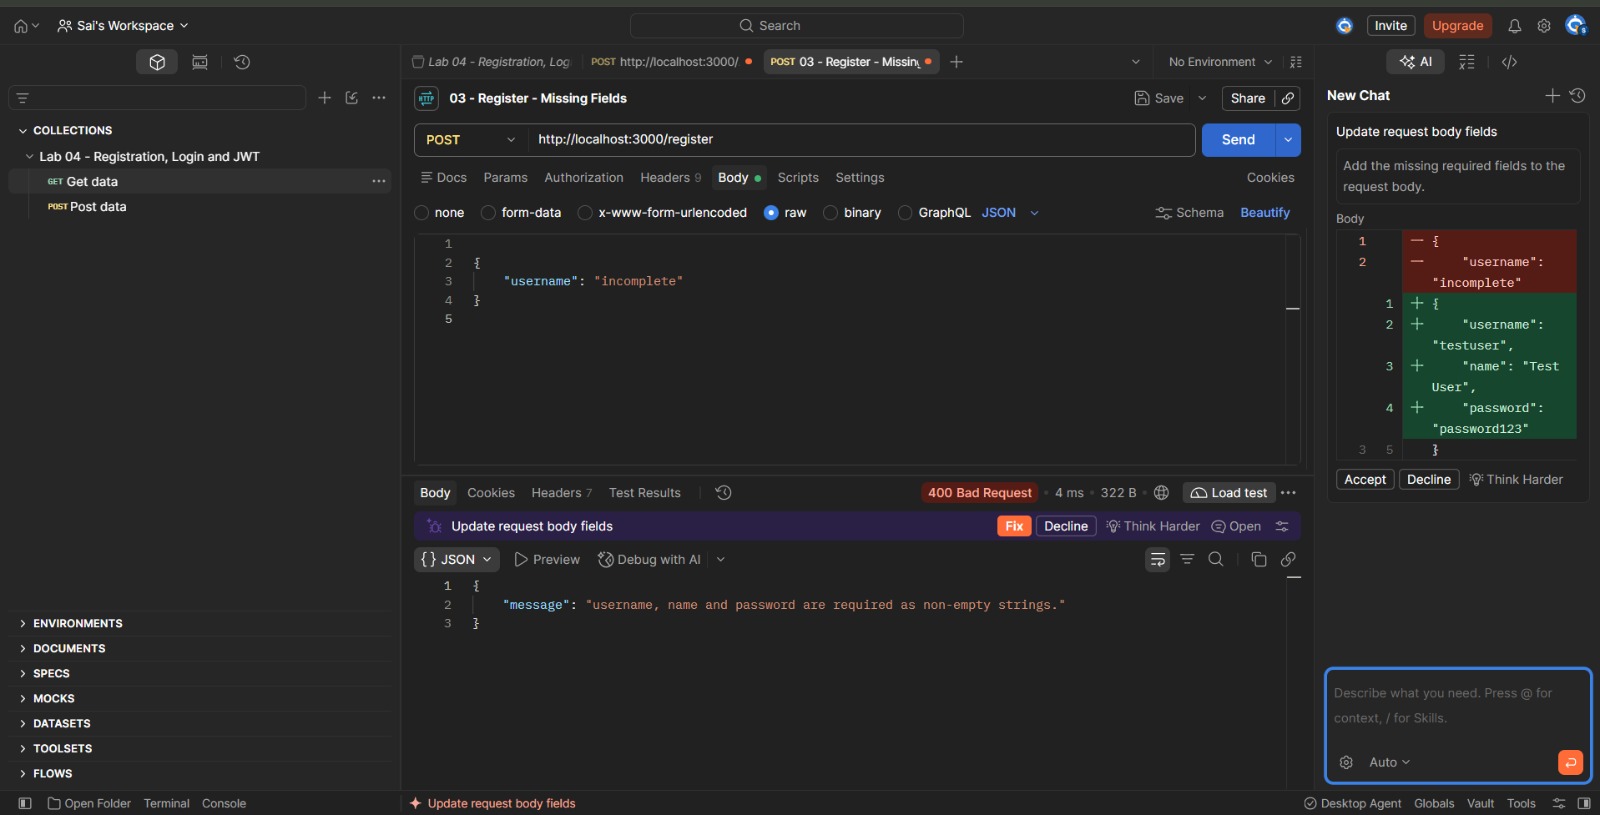 Sai's Workspace
Search
Invite
Upgrade
Lab 04 - Registration, Log
POST http://localhost:3000/
POST 03 - Register - Missin
No Environment
AI
COLLECTIONS
Lab 04 - Registration, Login and JWT
GET Get data
POST Post data
ENVIRONMENTS
DOCUMENTS
SPECS
MOCKS
DATASETS
TOOLSETS
FLOWS
HTTP
03 - Register - Missing Fields
Save
Share
POST
http://localhost:3000/register
Send
Docs
Params
Authorization
Headers 9
Body
Scripts
Settings
Cookies
none
form-data
x-www-form-urlencoded
raw
binary
GraphQL
JSON
Schema
Beautify
1
2 {
3 "username": "incomplete"
4 }
5
Body
Cookies
Headers 7
Test Results
400 Bad Request
4 ms
322 B
Load test
Update request body fields
Fix
Decline
Think Harder
Open
{} JSON
Preview
Debug with AI
1 {
2 "message": "username, name and password are required as non-empty strings."
3 }
New Chat
Update request body fields
Add the missing required fields to the
request body.
Body
1 — {
2 — "username":
"incomplete"
1 + {
2 + "username":
"testuser",
3 + "name": "Test
User",
4 + "password":
"password123"
3 5 }
Accept
Decline
Think Harder
Describe what you need. Press @ for
context, / for Skills.
Auto
Open Folder
Terminal
Console
Update request body fields
Desktop Agent
Globals
Vault
Tools